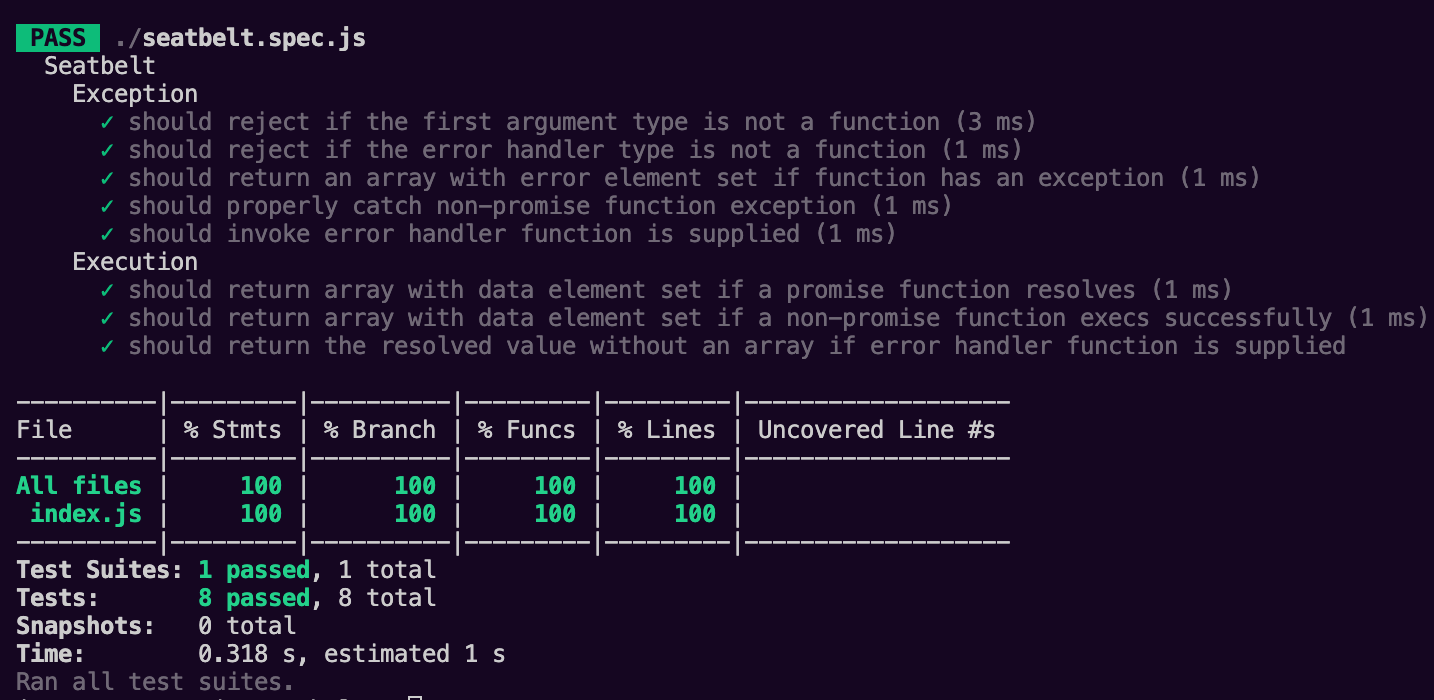 PASS ./seatbelt.spec.js
Seatbelt
Exception
✓ should reject if the first argument type is not a function (3 ms)
✓ should reject if the error handler type is not a function (1 ms)
✓ should return an array with error element set if function has an exception (1 ms)
✓ should properly catch non-promise function exception (1 ms)
✓ should invoke error handler function is supplied (1 ms)
Execution
✓ should return array with data element set if a promise function resolves (1 ms)
✓ should return array with data element set if a non-promise function execs successfully (1 ms)
✓ should return the resolved value without an array if error handler function is supplied
----------|---------|----------|---------|---------|-------------------
File      | % Stmts | % Branch | % Funcs | % Lines | Uncovered Line #s
----------|---------|----------|---------|---------|-------------------
All files |     100 |      100 |     100 |     100 |
 index.js |     100 |      100 |     100 |     100 |
----------|---------|----------|---------|---------|-------------------
Test Suites: 1 passed, 1 total
Tests:       8 passed, 8 total
Snapshots:   0 total
Time:        0.318 s, estimated 1 s
Ran all test suites.